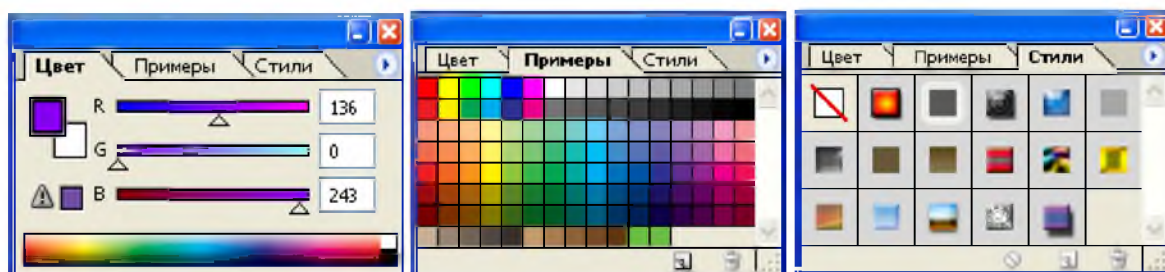 Цвет Примеры Стили
R 136
G 0
B 243
Цвет Примеры Стили
Цвет Примеры Стили